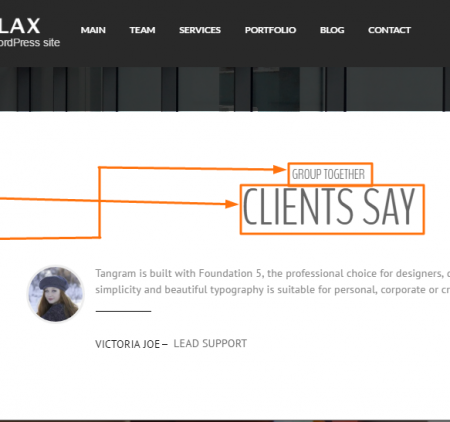 LAX
ordPress site
MAIN TEAM SERVICES PORTFOLIO BLOG CONTACT
GROUP TOGETHER
CLIENTS SAY
Tangram is built with Foundation 5, the professional choice for designers,
simplicity and beautiful typography is suitable for personal, corporate or cr
VICTORIA JOE – LEAD SUPPORT